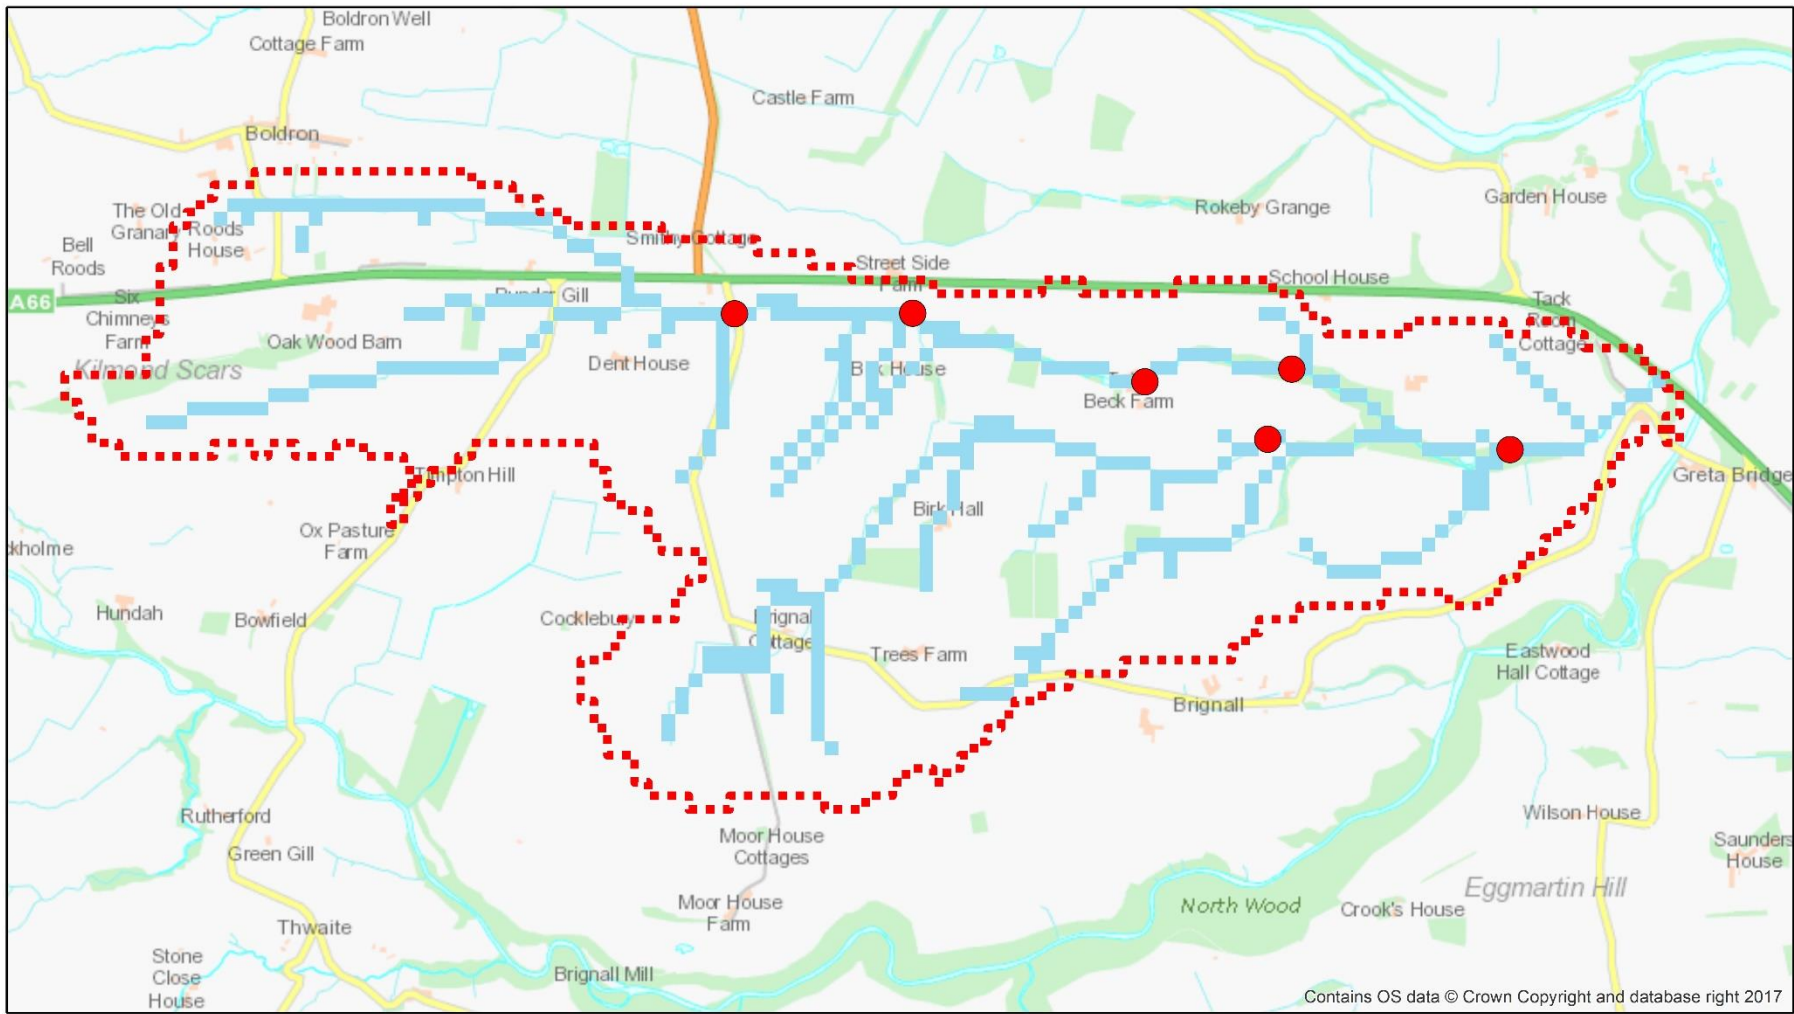 Boldron Well
Cottage Farm
Castle Farm
Boldron
Garden House
Rokeby Grange
The Old
Granary
Roods
House
Bell
Roods
Smithy Cottage
Street Side
Farm
School House
A66
Six
Chimneys
Farm
Gill
Tack
Room
Cottage
Oak Wood Barn
Kilmond Scars
Dent House
Birk House
Beck Farm
Timpton Hill
Greta Bridge
Birk Hall
Ox Pasture
Farm
ckholme
Hundah
Bowfield
Cocklebury
Brignall
Cottage
Trees Farm
Eastwood
Hall Cottage
Brignall
Rutherford
Green Gill
Moor House
Cottages
Wilson House
Saunders
House
Eggmartin Hill
Moor House
Farm
North Wood
Crook's House
Thwaite
Stone
Close
House
Brignall Mill
Contains OS data © Crown Copyright and database right 2017